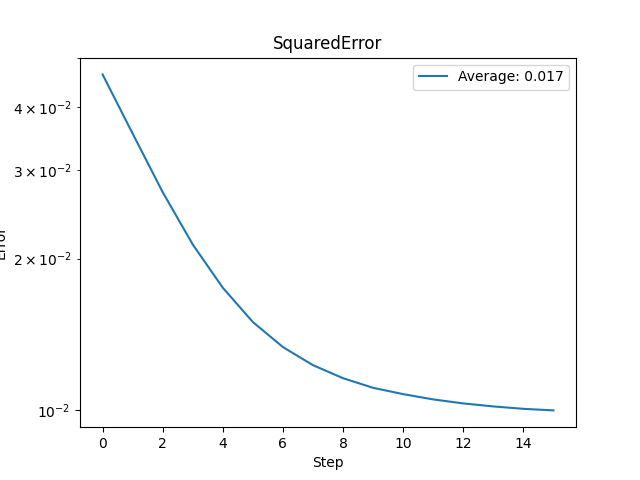 SquaredError
Average: 0.017
4 × 10⁻²
3 × 10⁻²
2 × 10⁻²
10⁻²
Error
0 2 4 6 8 10 12 14
Step